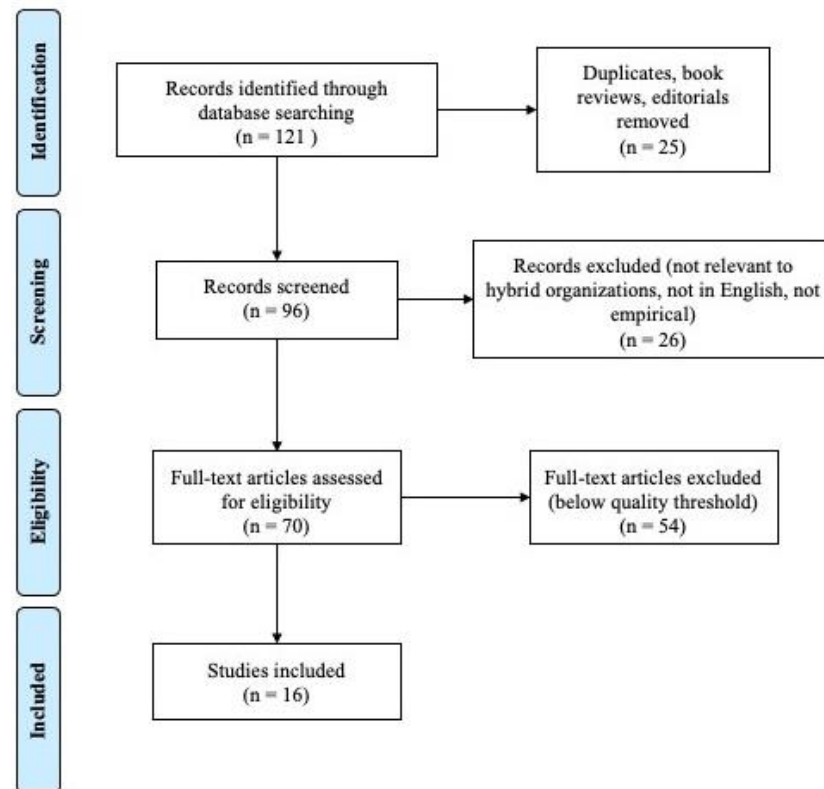 Identification
Records identified through
database searching
(n = 121 )
Duplicates, book
reviews, editorials
removed
(n = 25)
Screening
Records screened
(n = 96)
Records excluded (not relevant to
hybrid organizations, not in English, not
empirical)
(n = 26)
Eligibility
Full-text articles assessed
for eligibility
(n = 70)
Full-text articles excluded
(below quality threshold)
(n = 54)
Included
Studies included
(n = 16)